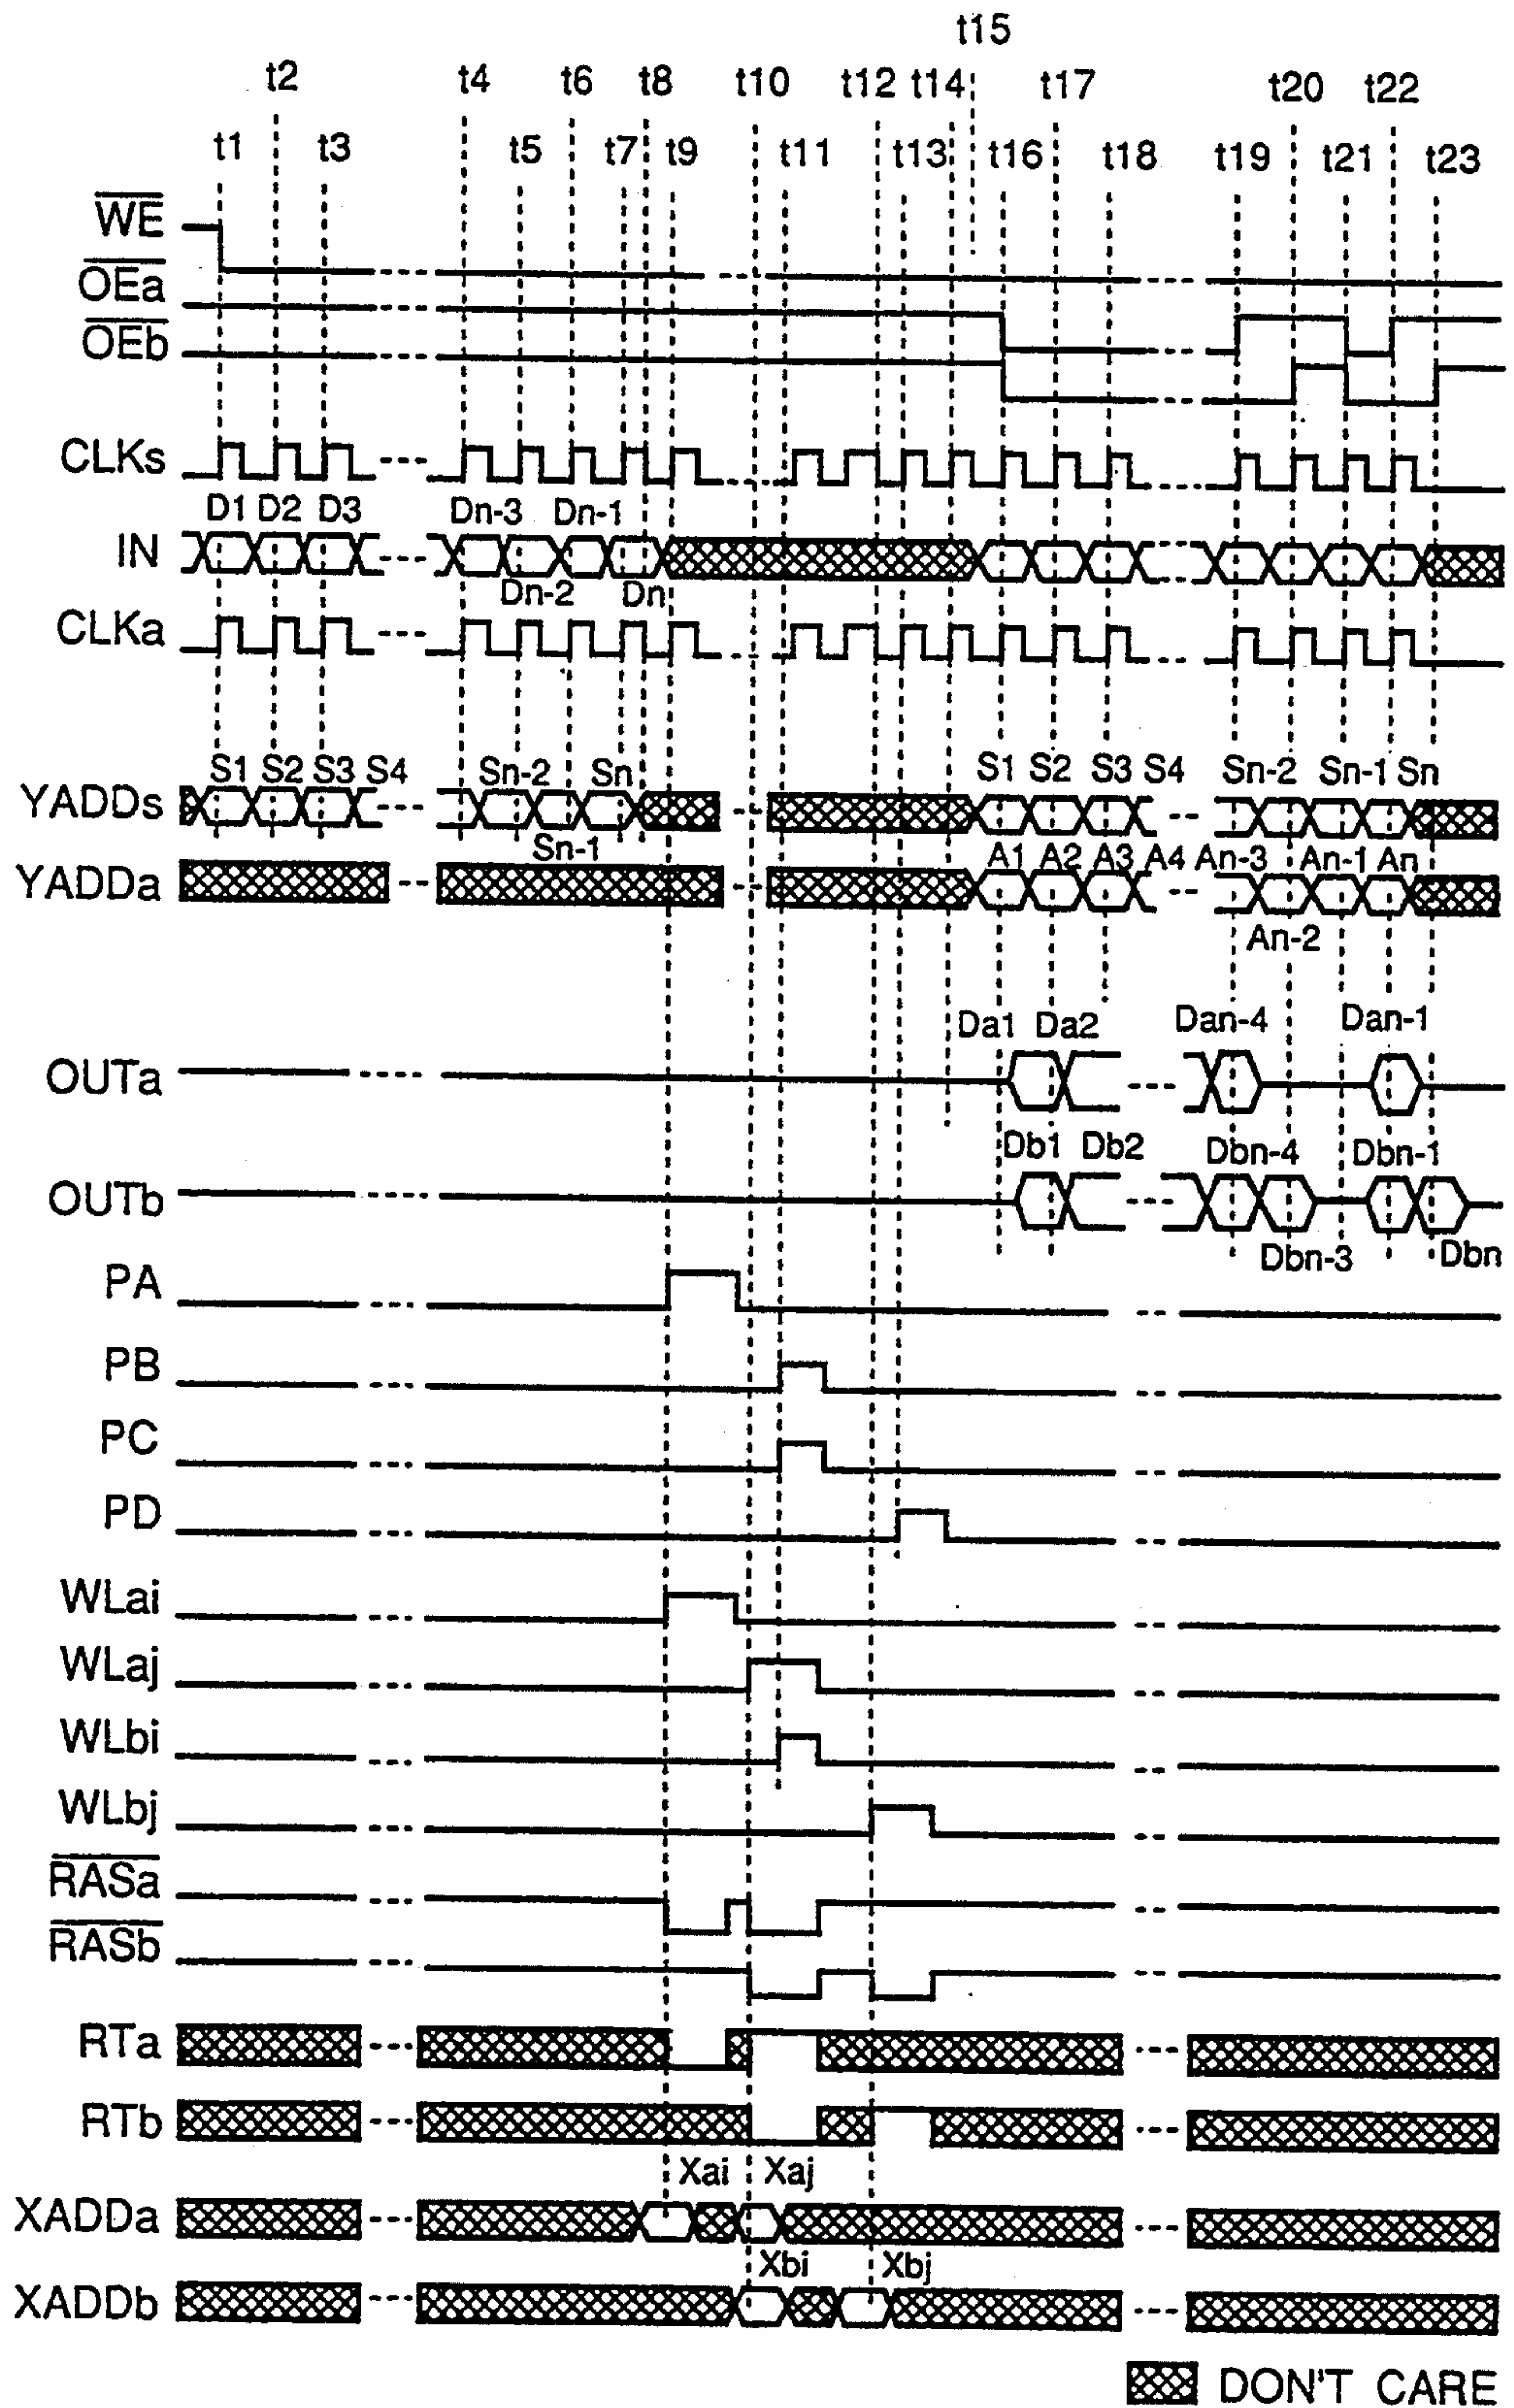 t15
t2 t4 t6 t8 t10 t12 t14 t17 t20 t22
t1 t3 t5 t7 t9 t11 t13 t16 t18 t19 t21 t23
WE
OEa
OEb
CLKs
D1 D2 D3 Dn-3 Dn-1
IN
Dn-2 Dn
CLKa
S1 S2 S3 S4 Sn-2 Sn S1 S2 S3 S4 Sn-2 Sn-1 Sn
YADDs
Sn-1
A1 A2 A3 A4 An-3 An-1 An
YADDa
An-2
Da1 Da2 Dan-4 Dan-1
OUTa
Db1 Db2 Dbn-4 Dbn-1
OUTb
Dbn-3 Dbn
PA
PB
PC
PD
WLai
WLaj
WLbi
WLbj
RASa
RASb
RTa
RTb
Xai Xaj
XADDa
Xbi Xbj
XADDb
DON'T CARE